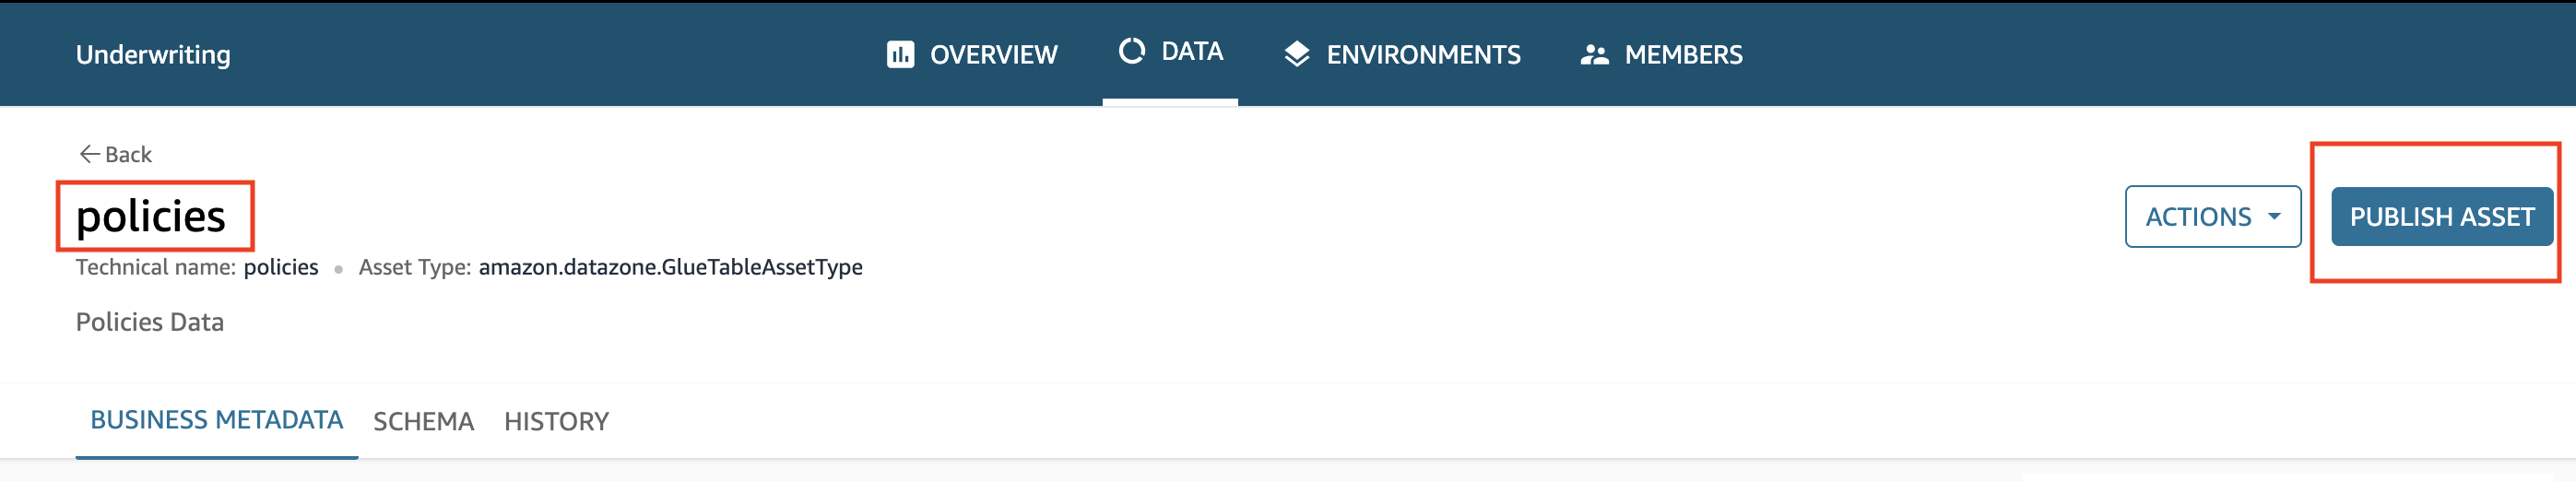 Underwriting OVERVIEW DATA ENVIRONMENTS MEMBERS
Back
policies ACTIONS PUBLISH ASSET
Technical name: policies • Asset Type: amazon.datazone.GlueTableAssetType
Policies Data
BUSINESS METADATA SCHEMA HISTORY